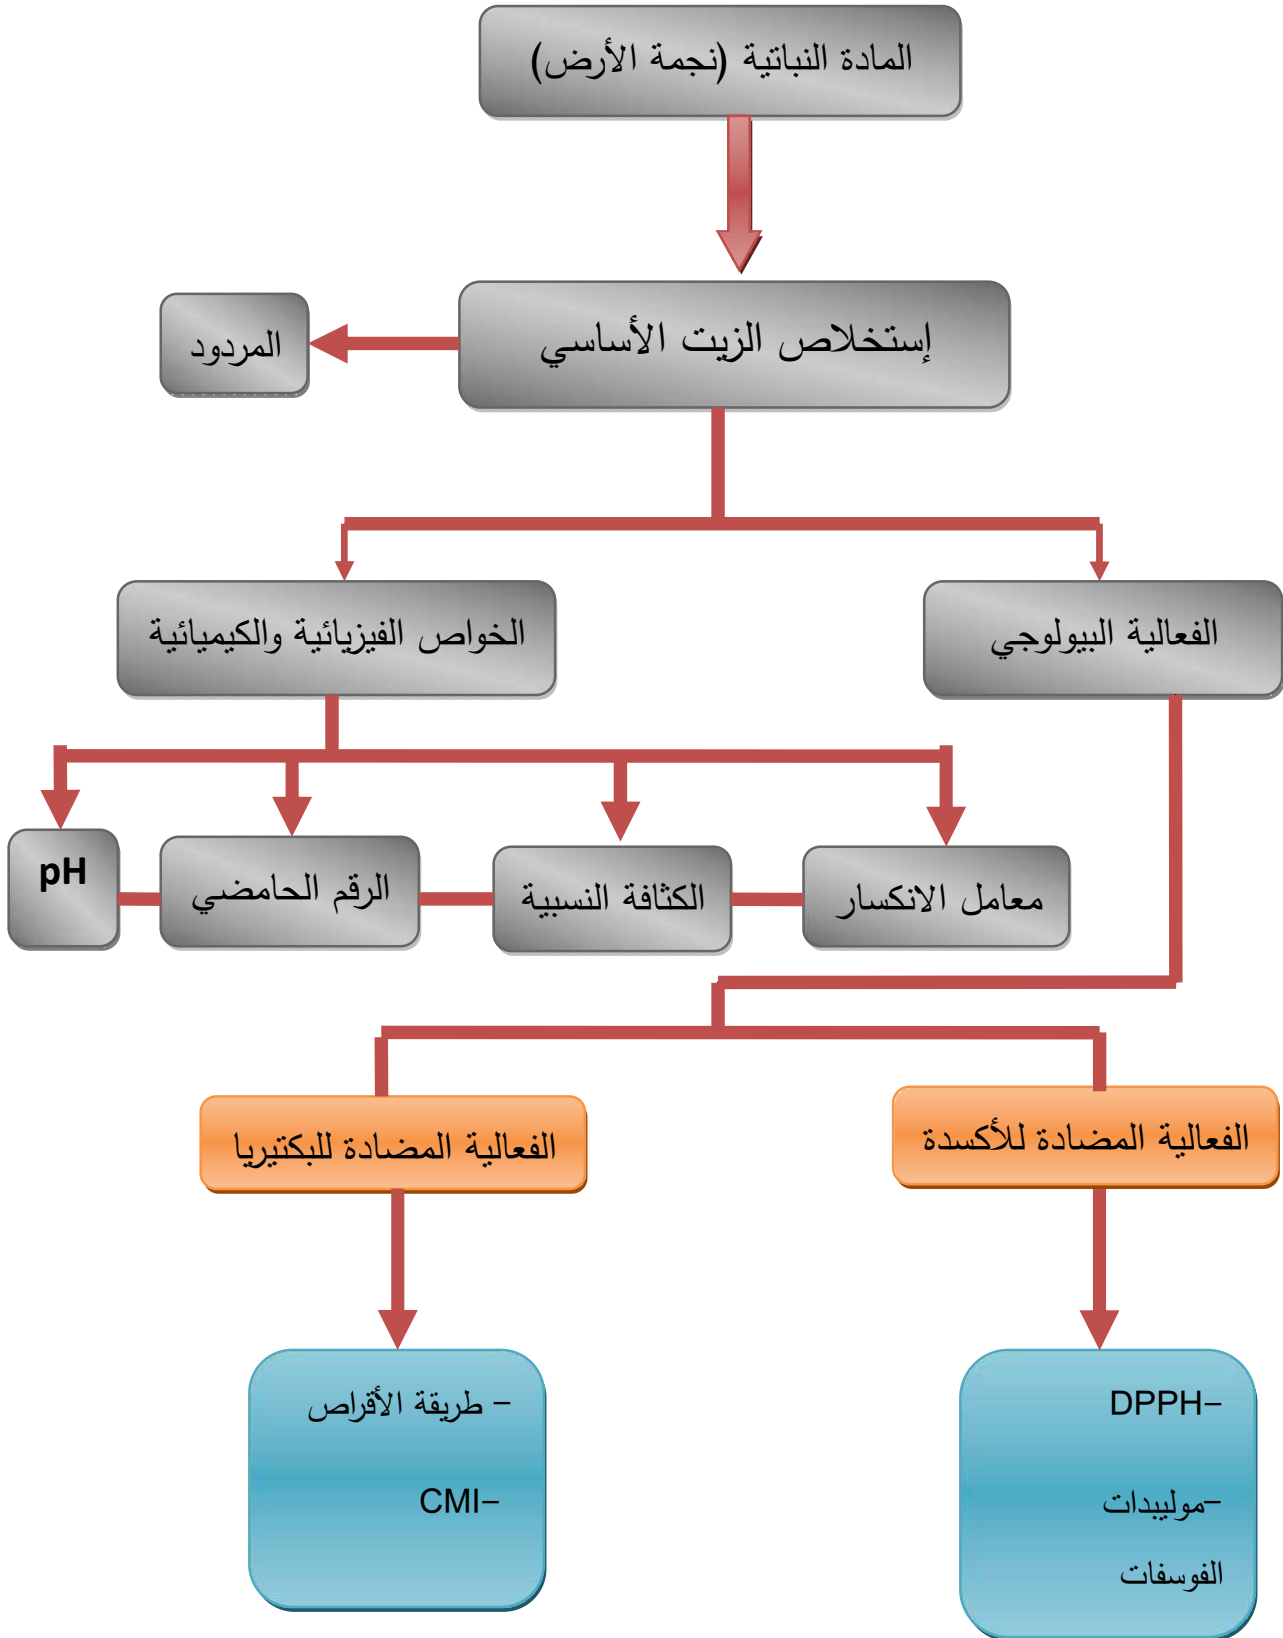 المادة النباتية (نجمة الأرض)
إستخلاص الزيت الأساسي
المردود
الفعالية البيولوجي
الخواص الفيزيائية والكيميائية
معامل الانكسار
الكثافة النسبية
الرقم الحامضي
pH
الفعالية المضادة للأكسدة
الفعالية المضادة للبكتيريا
–DPPH
–موليبدات
الفوسفات
– طريقة الأقراص
–CMI